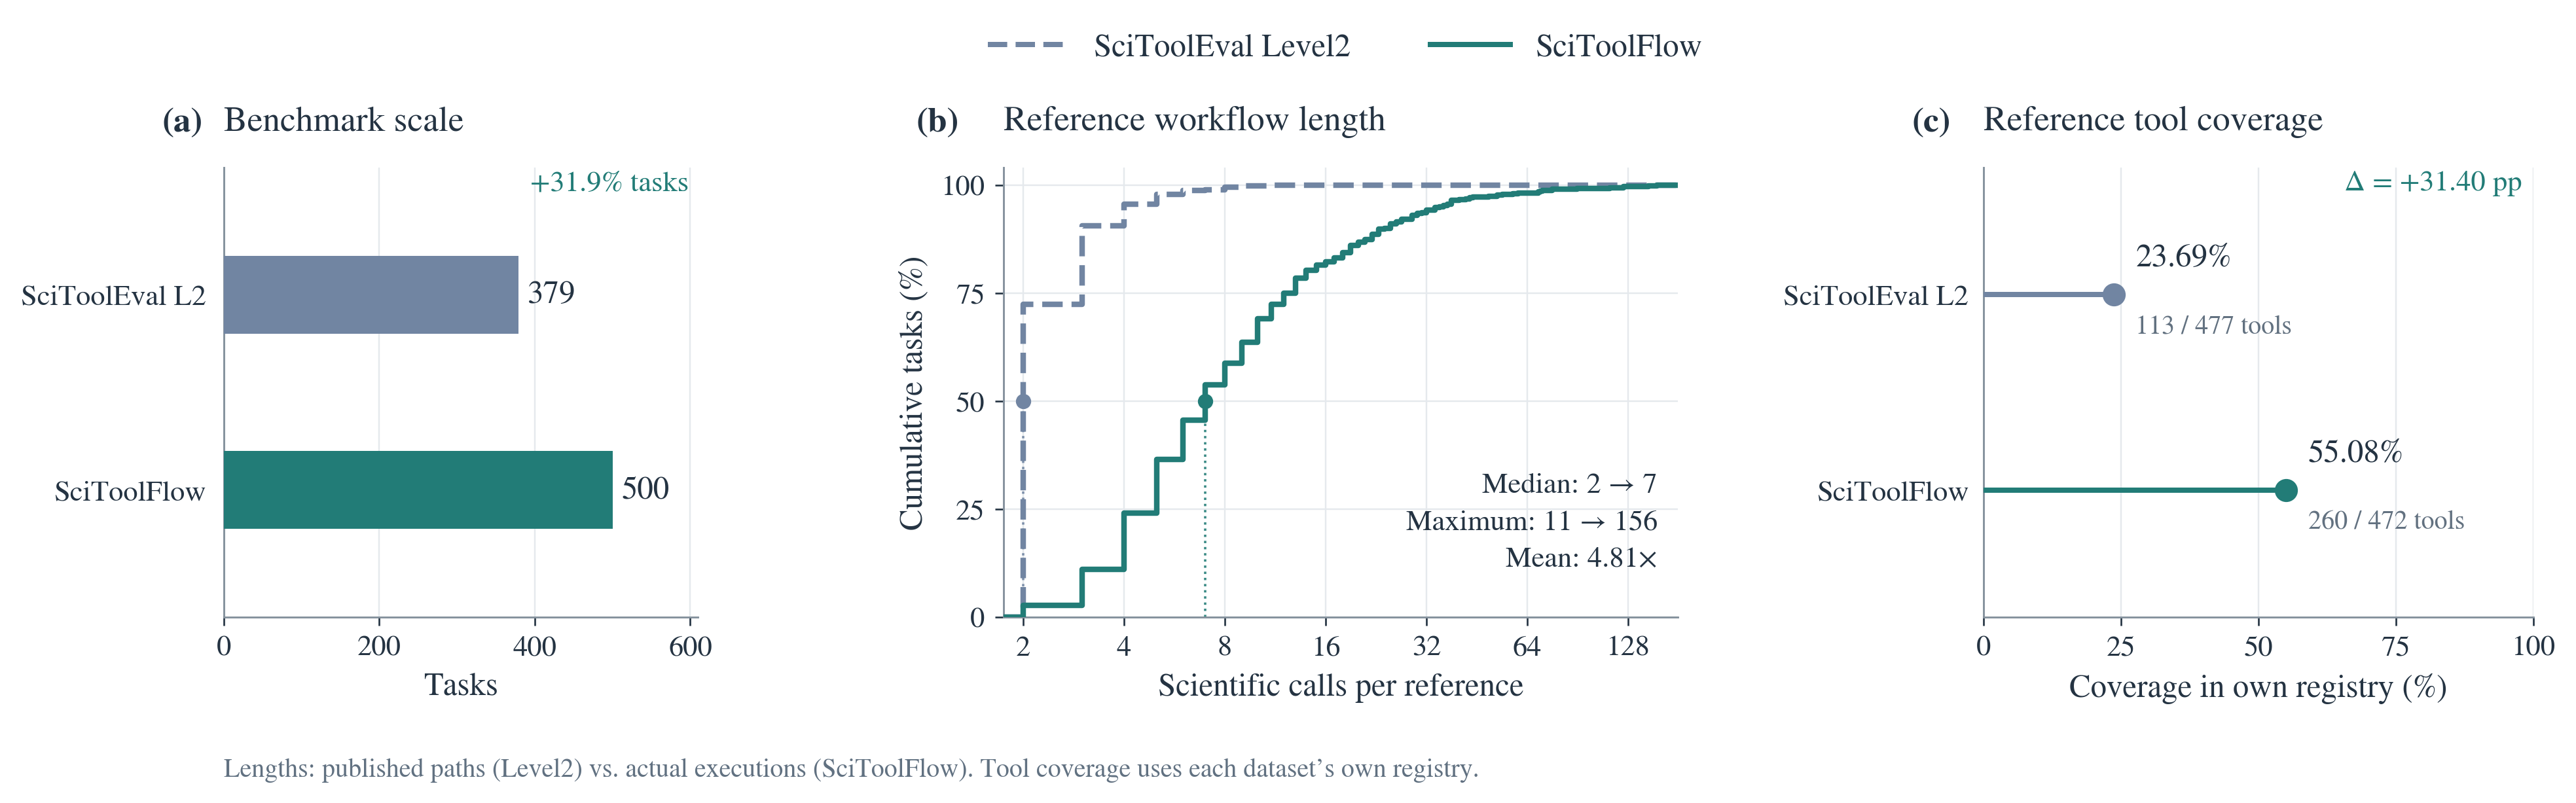 SciToolEval Level2
SciToolFlow
(a) Benchmark scale
+31.9% tasks
SciToolEval L2
379
SciToolFlow
500
0 200 400 600
Tasks
(b) Reference workflow length
Cumulative tasks (%)
100
75
50
25
0
Median: 2 → 7
Maximum: 11 → 156
Mean: 4.81×
2 4 8 16 32 64 128
Scientific calls per reference
(c) Reference tool coverage
Δ = +31.40 pp
23.69%
SciToolEval L2
113 / 477 tools
55.08%
SciToolFlow
260 / 472 tools
0 25 50 75 100
Coverage in own registry (%)
Lengths: published paths (Level2) vs. actual executions (SciToolFlow). Tool coverage uses each dataset’s own registry.